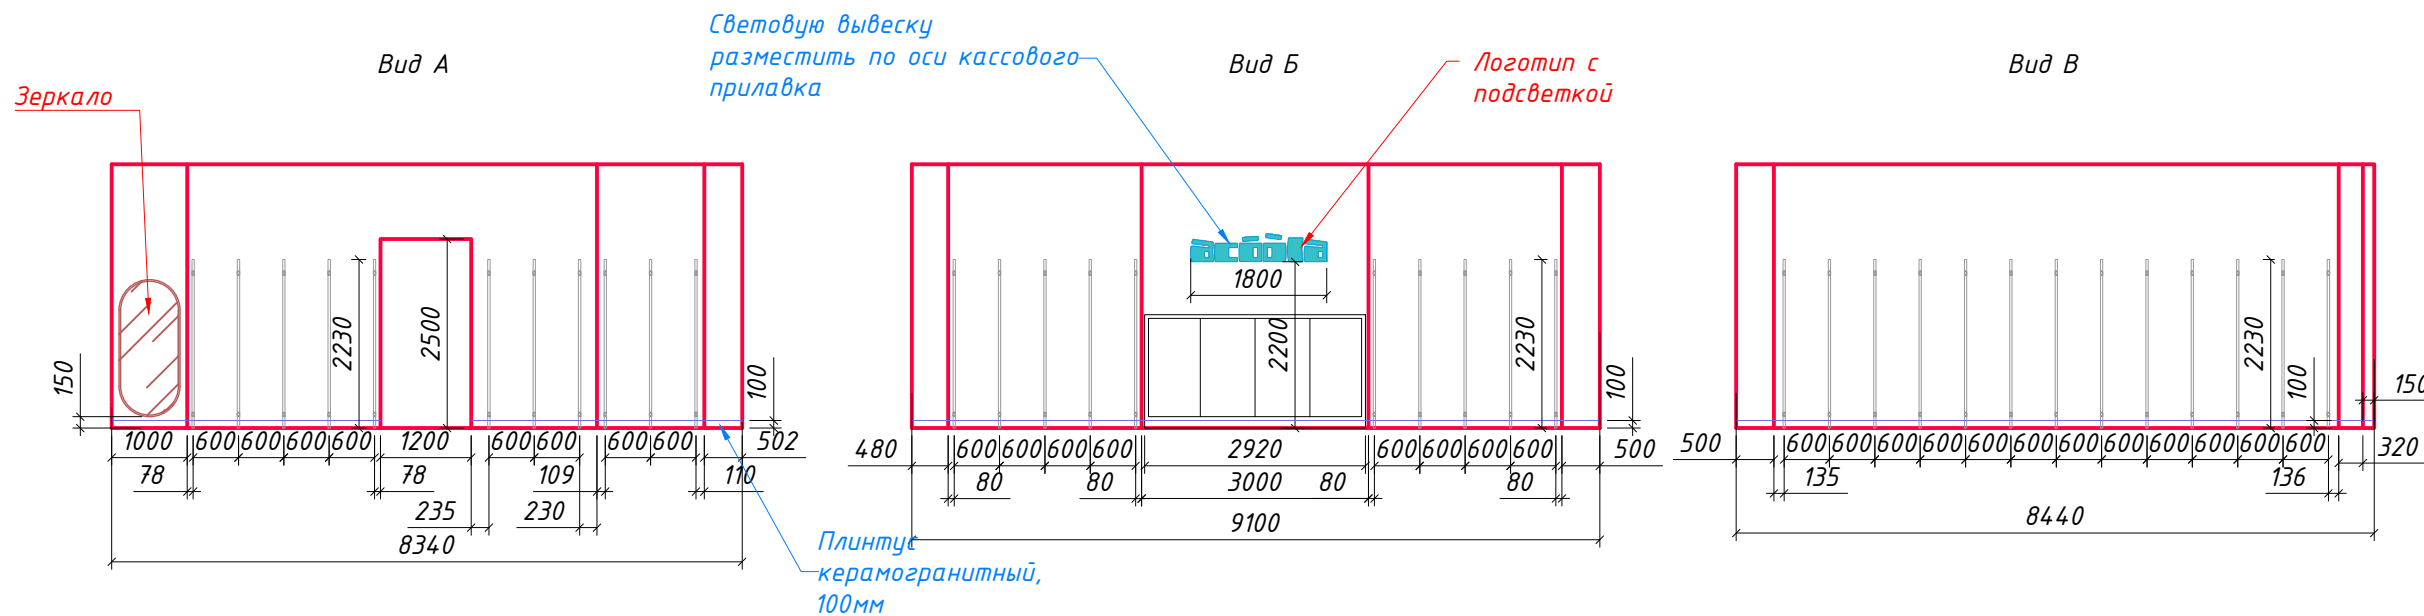 Световую вывеску
разместить по оси кассового
прилавка
Вид А
Вид Б
Вид В
Логотип с
подсветкой
Зеркало
150
2230
2500
100
1000 600 600 600 600 1200 600 600 600 600 502
78 78 109 110
235 230
8340
1800
2200
2230
100
480 600 600 600 600 2920 600 600 600 600 500
80 80 3000 80 80
9100
Плинтус
керамогранитный,
100мм
2230
100
150
500 600 600 600 600 600 600 600 600 600 600 600 600 320
135 136
8440